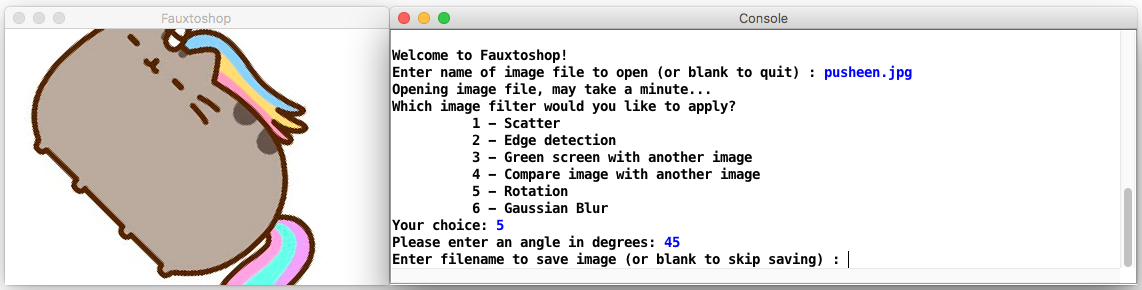 Fauxtoshop
Console
Welcome to Fauxtoshop!
Enter name of image file to open (or blank to quit) : pusheen.jpg
Opening image file, may take a minute...
Which image filter would you like to apply?
1 – Scatter
2 – Edge detection
3 – Green screen with another image
4 – Compare image with another image
5 – Rotation
6 – Gaussian Blur
Your choice: 5
Please enter an angle in degrees: 45
Enter filename to save image (or blank to skip saving) :